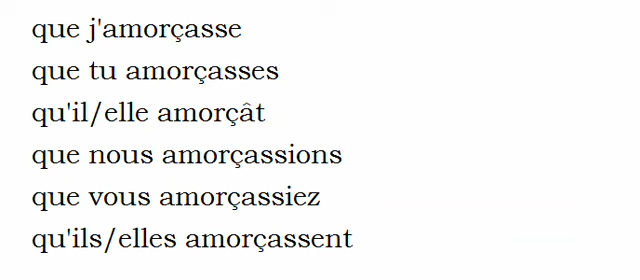 que j'amorçasse
que tu amorçasses
qu'il/elle amorçât
que nous amorçassions
que vous amorçassiez
qu'ils/elles amorçassent